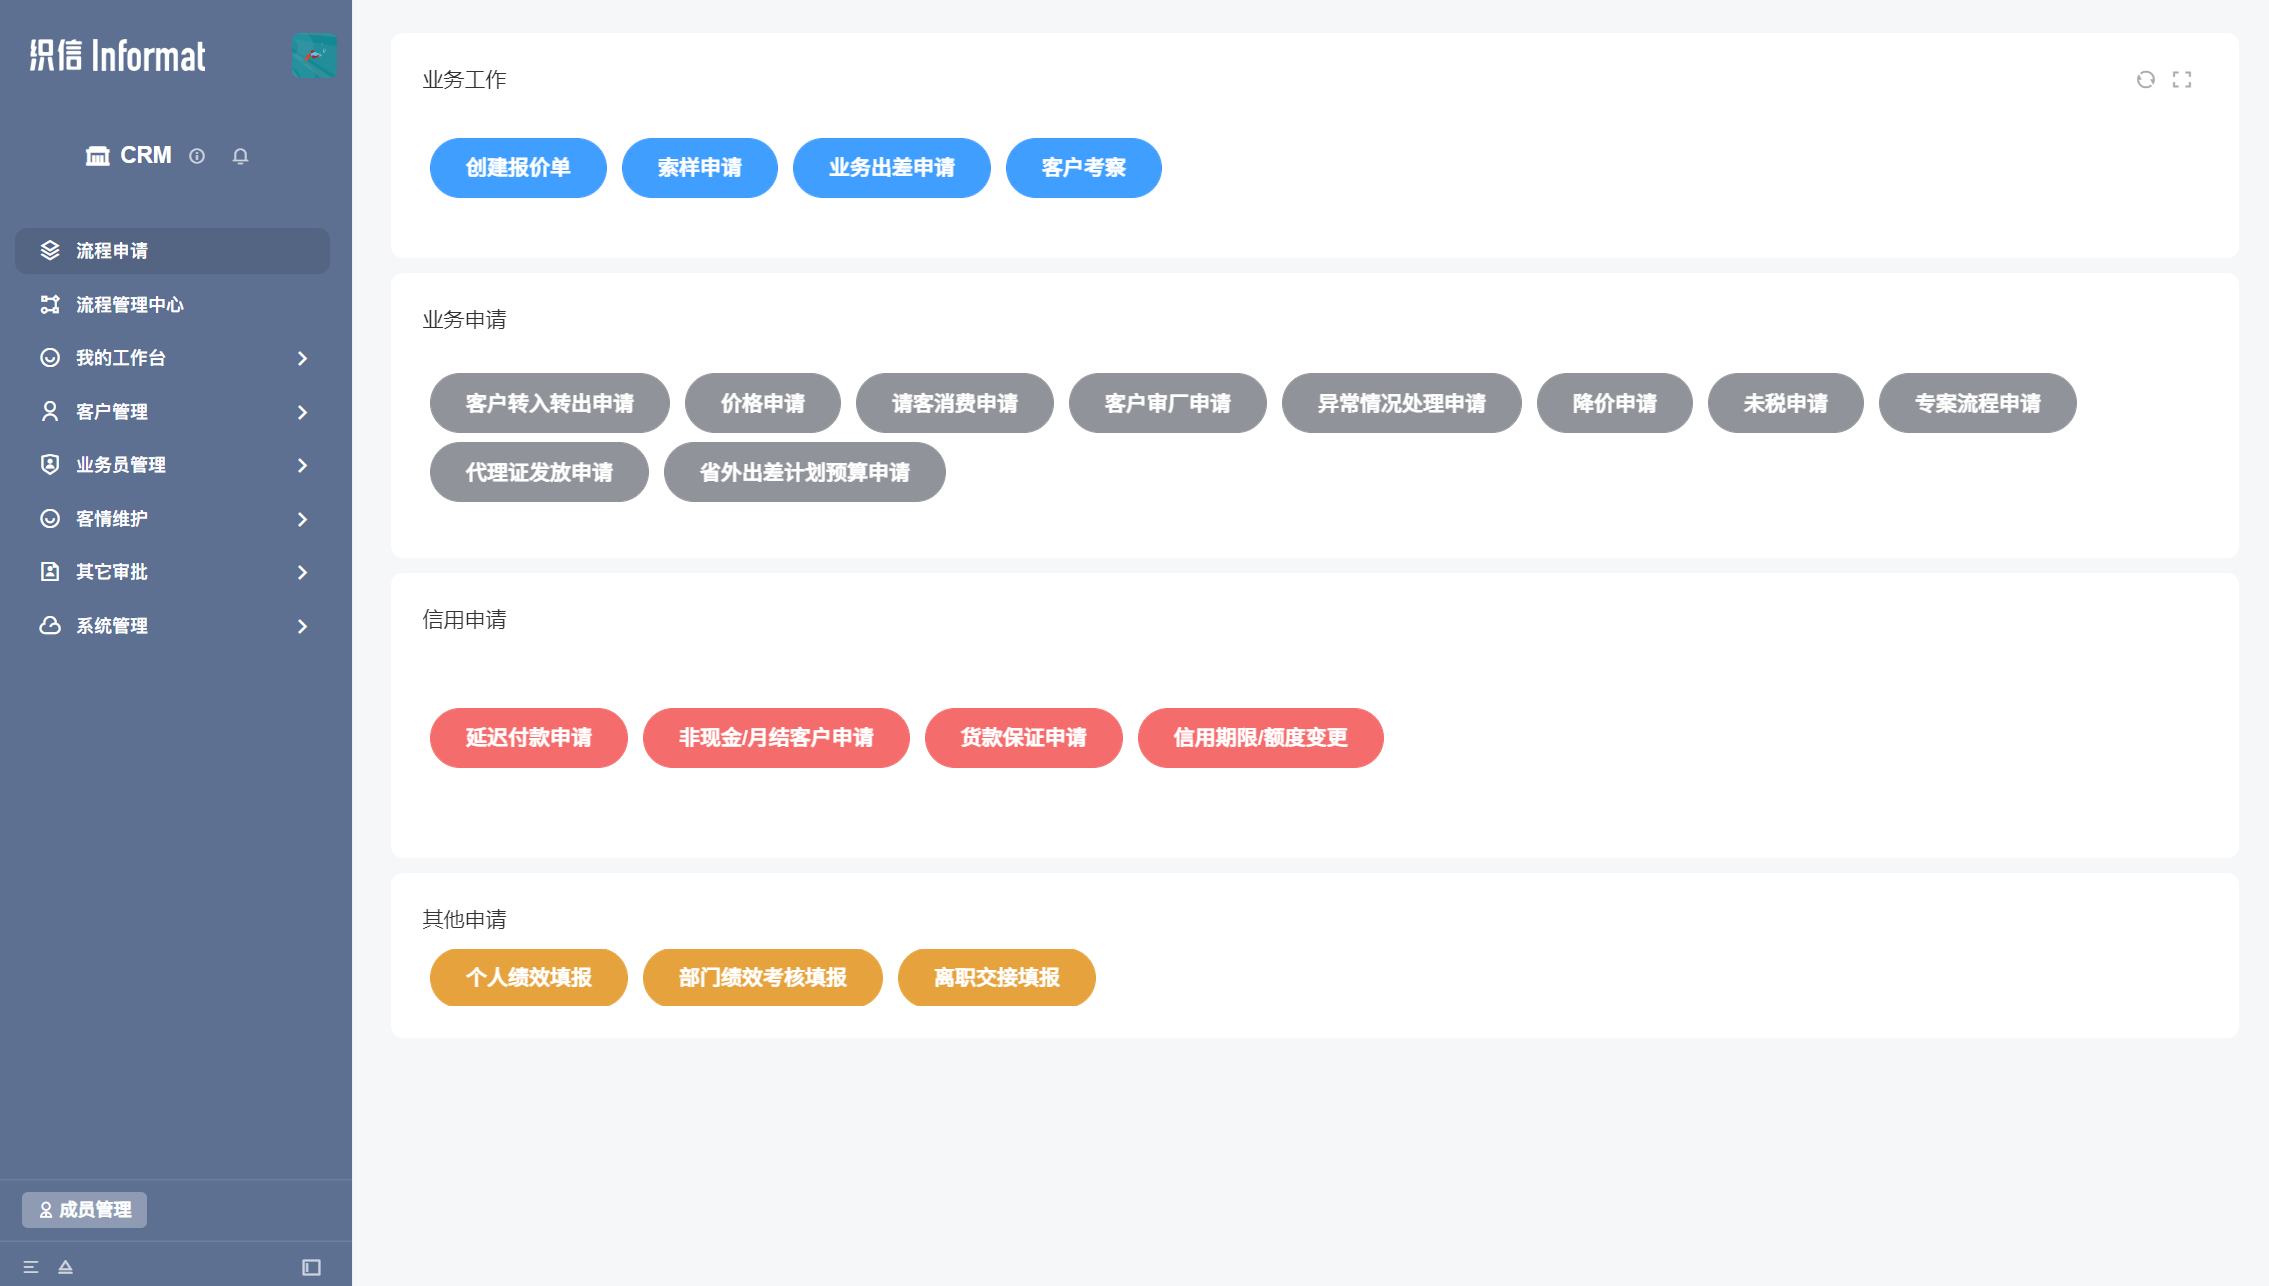 织信 Informat
CRM
流程申请
流程管理中心
我的工作台
客户管理
业务员管理
客情维护
其它审批
系统管理
成员管理
业务工作
创建报价单 索样申请 业务出差申请 客户考察
业务申请
客户转入转出申请 价格申请 请客消费申请 客户审厂申请 异常情况处理申请 降价申请 未税申请 专案流程申请
代理证发放申请 省外出差计划预算申请
信用申请
延迟付款申请 非现金/月结客户申请 货款保证申请 信用期限/额度变更
其他申请
个人绩效填报 部门绩效考核填报 离职交接填报